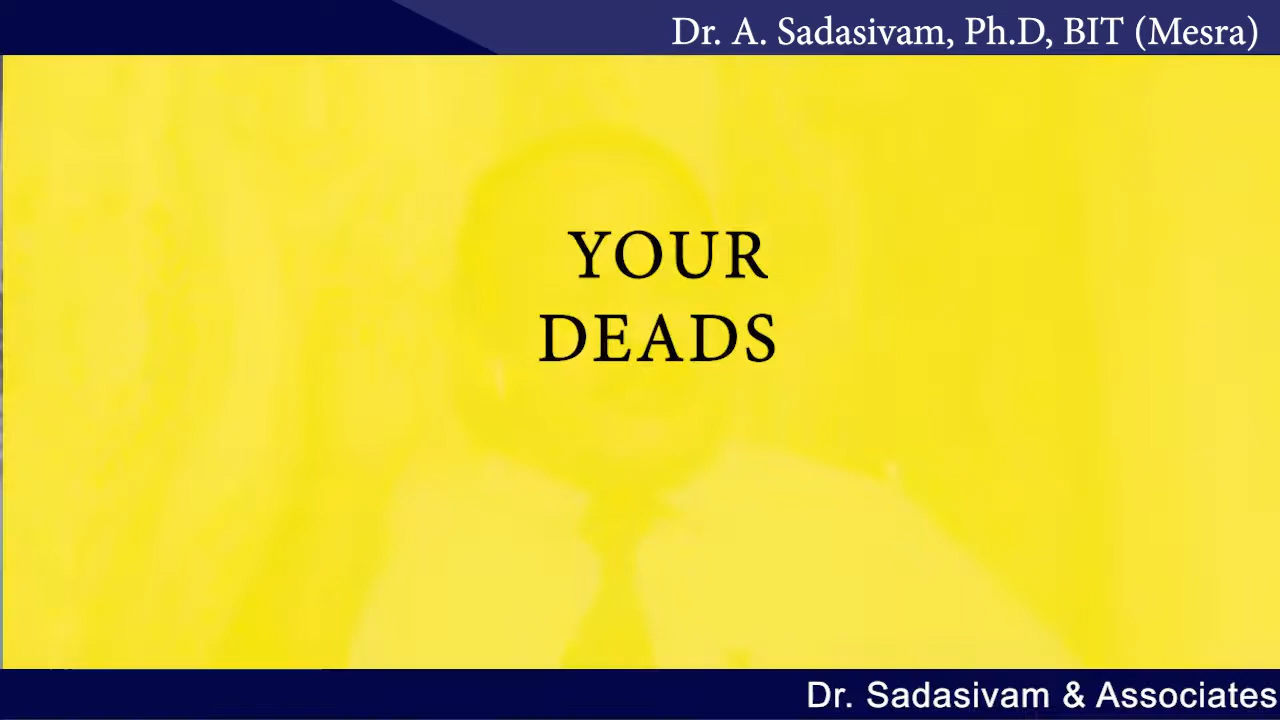 Dr. A. Sadasivam, Ph.D, BIT (Mesra)
YOUR
DEADS
Dr. Sadasivam & Associates